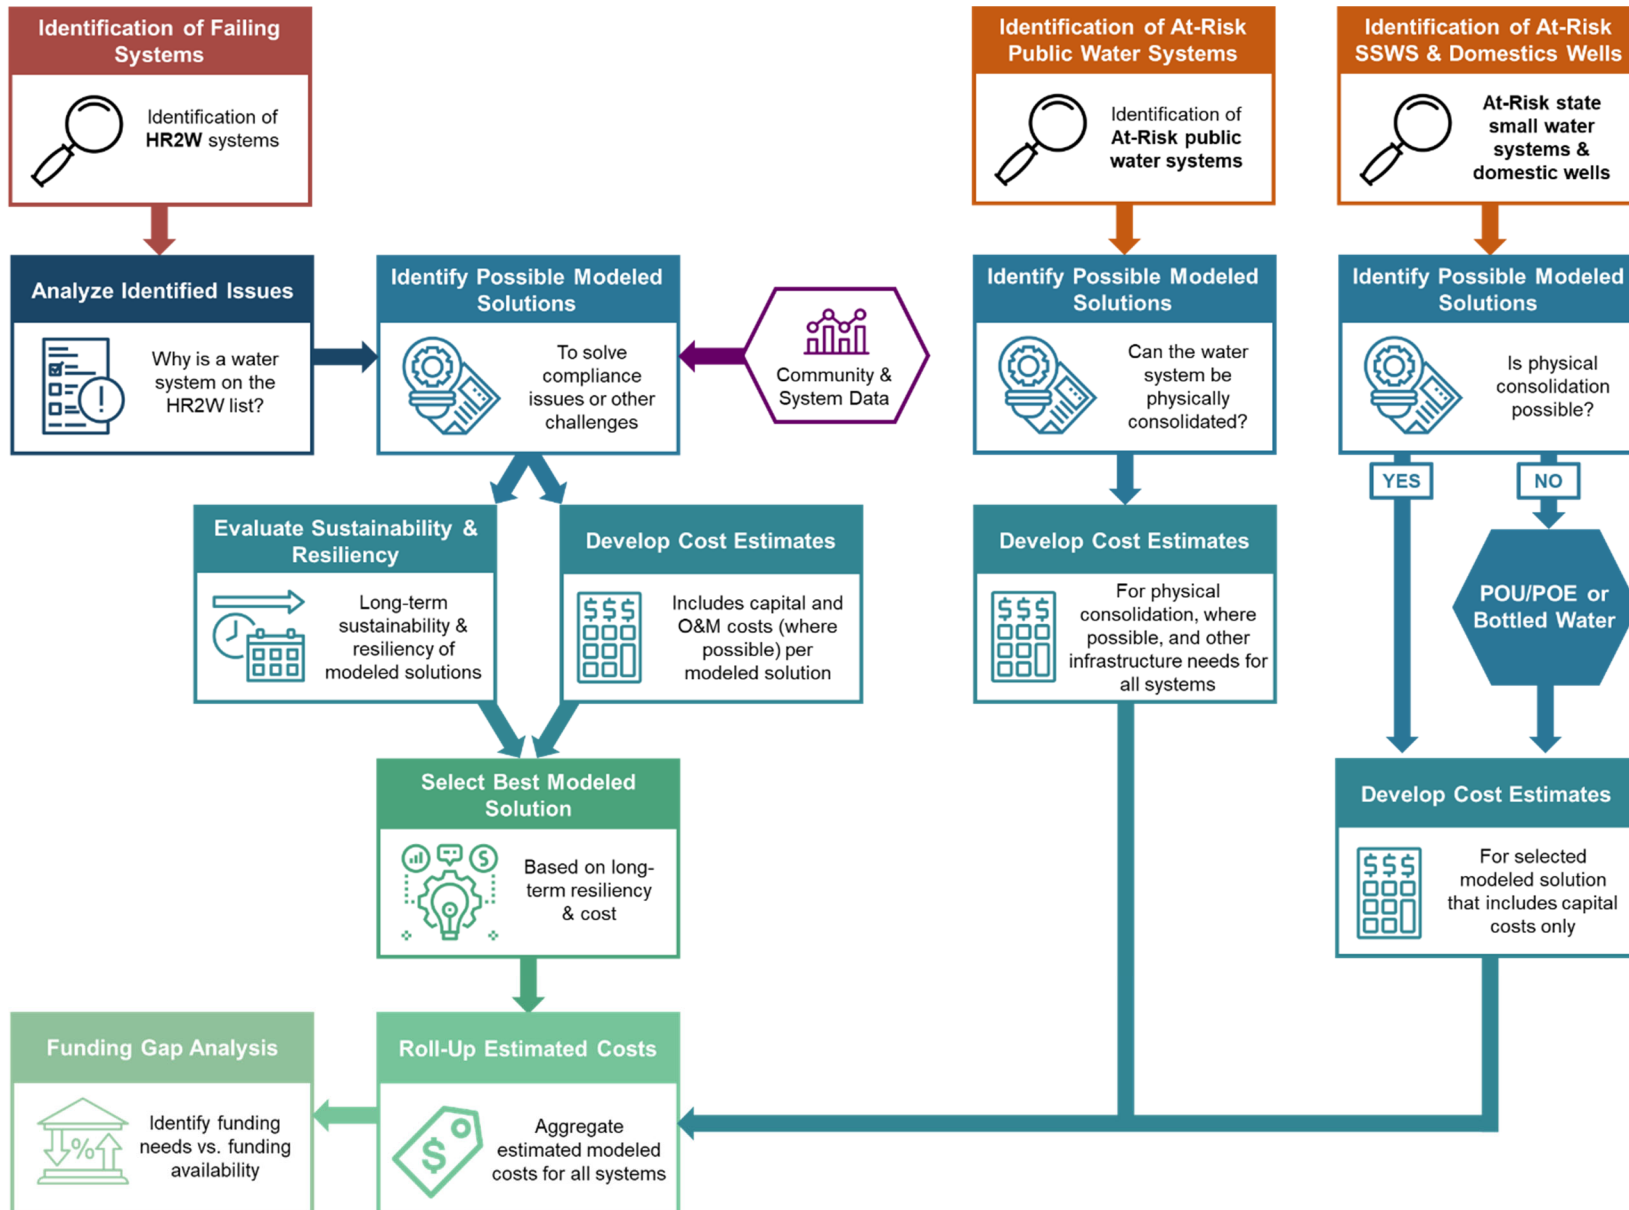 Identification of Failing
Systems
Identification of
HR2W systems
Analyze Identified Issues
Why is a water
system on the
HR2W list?
Identify Possible Modeled
Solutions
To solve
compliance
issues or other
challenges
Community &
System Data
Evaluate Sustainability &
Resiliency
Long-term
sustainability &
resiliency of
modeled solutions
Develop Cost Estimates
$$$
Includes capital and
O&M costs (where
possible) per
modeled solution
Select Best Modeled
Solution
$
Based on long-
term resiliency
& cost
Roll-Up Estimated Costs
$
Aggregate
estimated modeled
costs for all systems
Funding Gap Analysis
%
Identify funding
needs vs. funding
availability
Identification of At-Risk
Public Water Systems
Identification of
At-Risk public
water systems
Identify Possible Modeled
Solutions
Can the water
system be
physically
consolidated?
Develop Cost Estimates
$$$
For physical
consolidation, where
possible, and other
infrastructure needs for
all systems
Identification of At-Risk
SSWS & Domestics Wells
At-Risk state
small water
systems &
domestic wells
Identify Possible Modeled
Solutions
Is physical
consolidation
possible?
YES
NO
POU/POE or
Bottled Water
Develop Cost Estimates
$$$
For selected
modeled solution
that includes capital
costs only